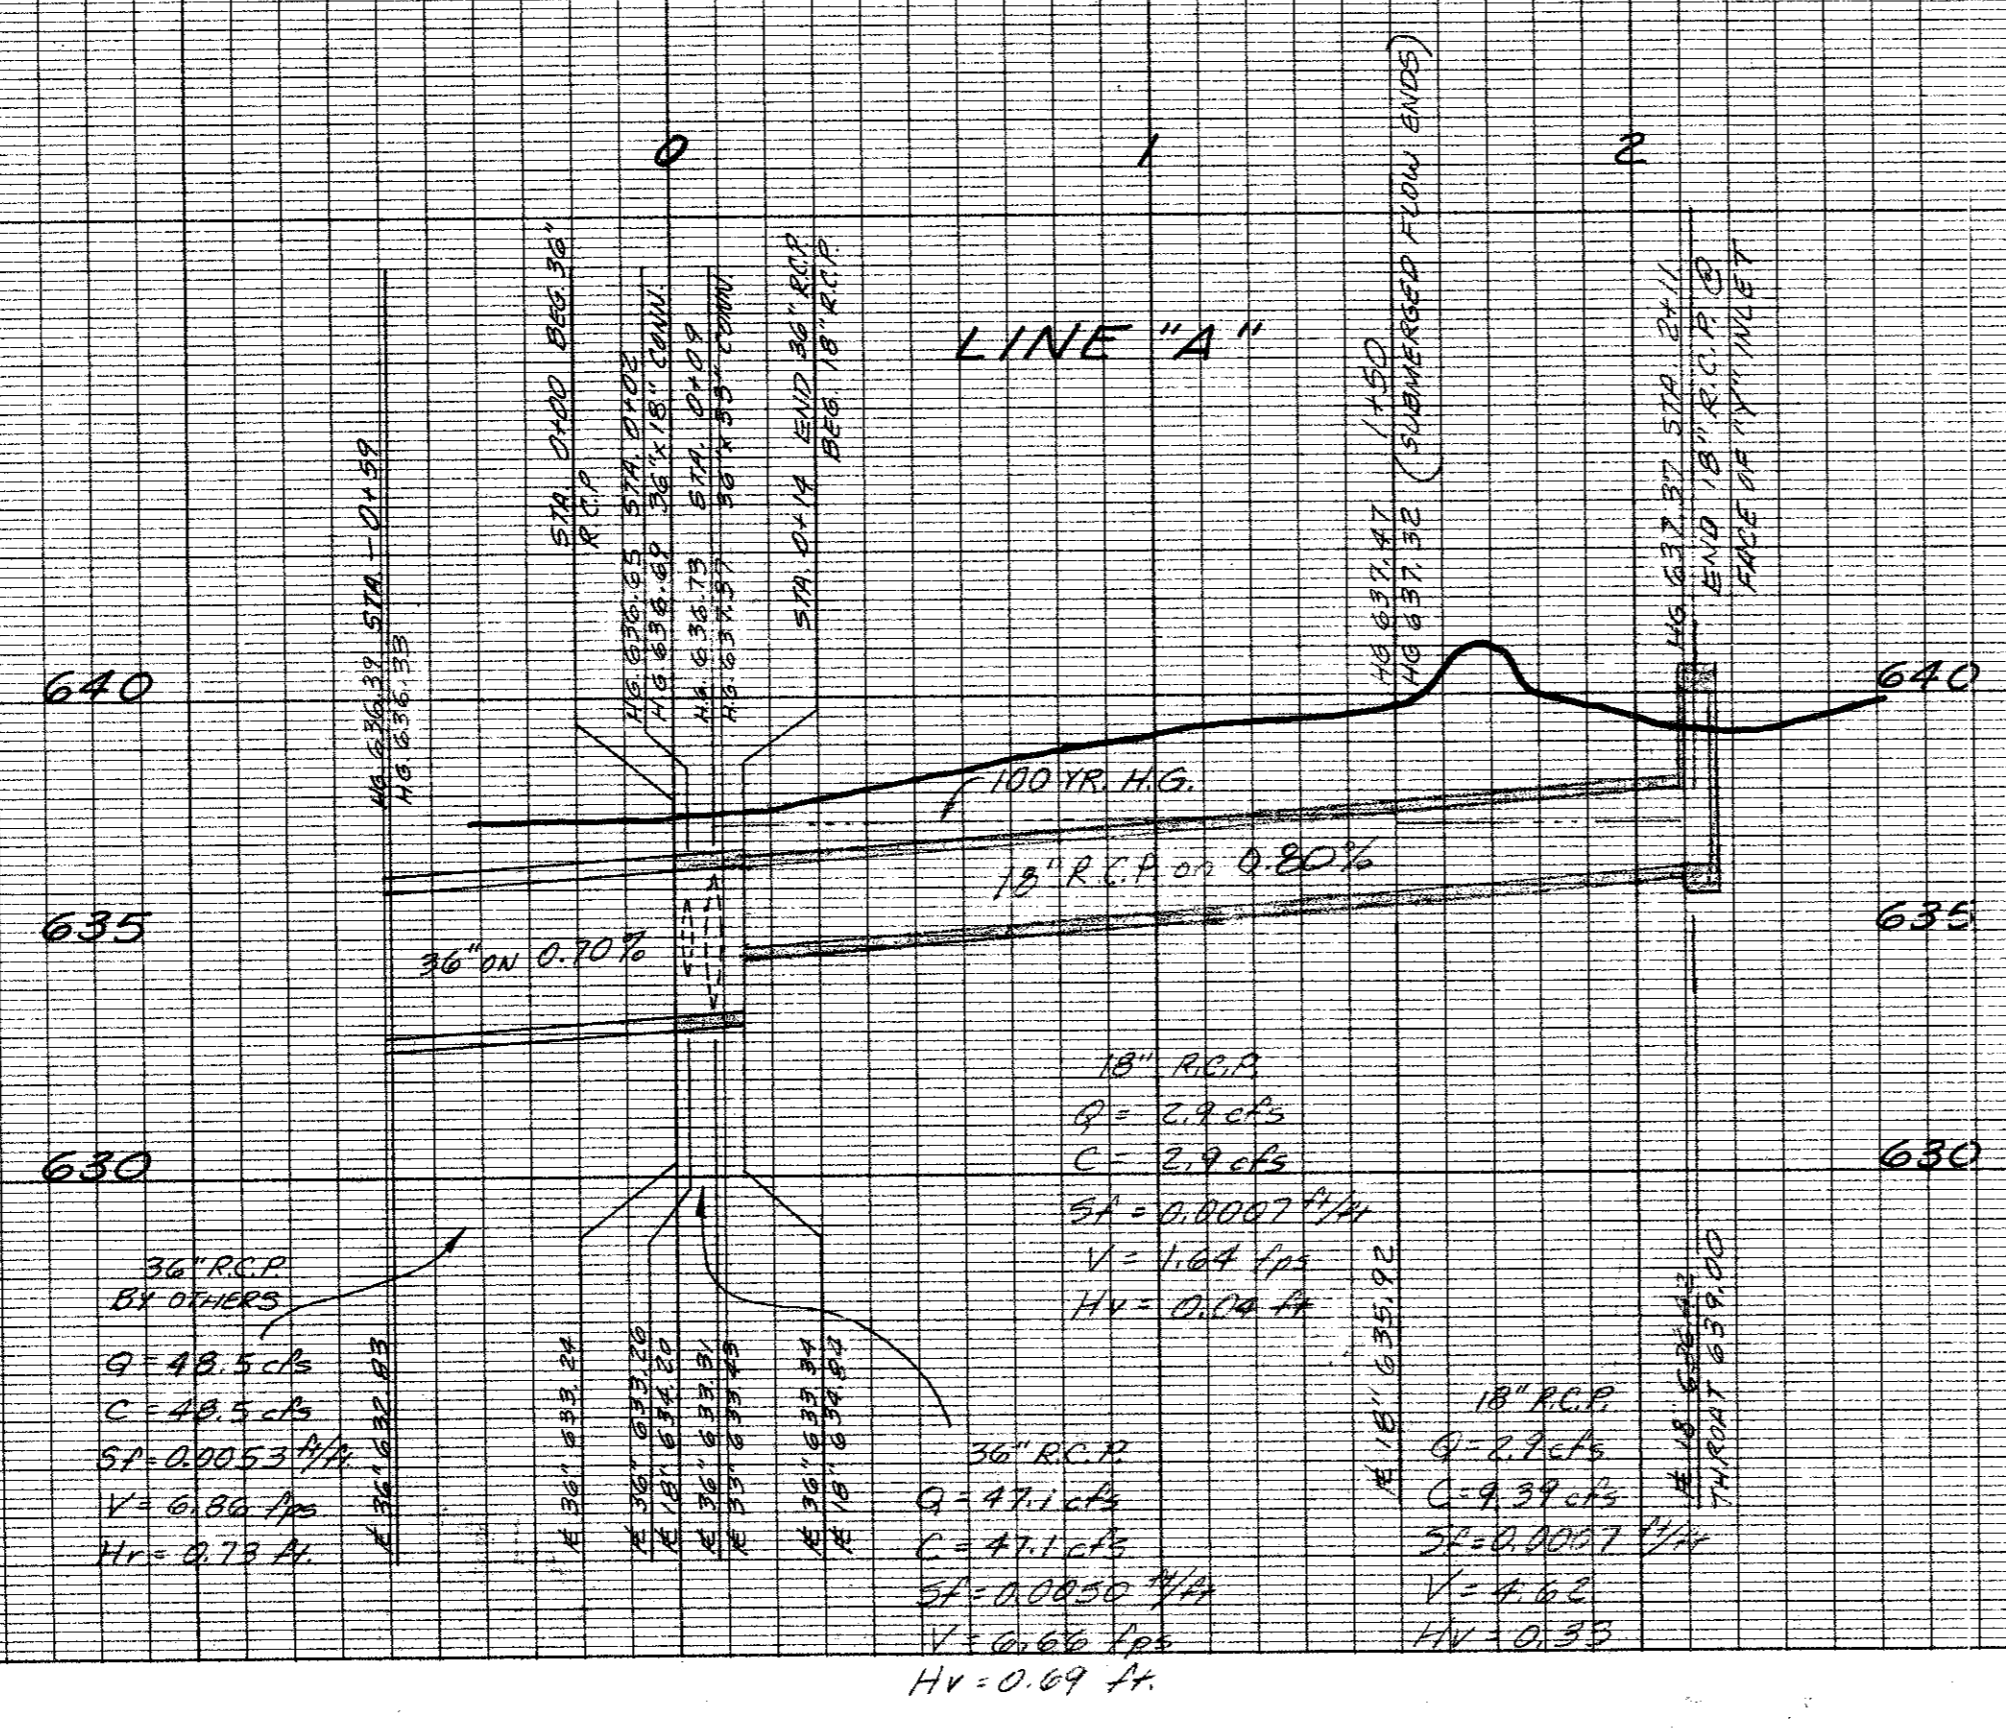 0
1
2
LINE "A"
HG 636.39 STA. -0+59
HG. 636.33
STA. 0+00 BEG. 36"
R.C.P.
HG. 636.65 STA. 0+02
HG 636.69 36"x18" CONN.
H.G. 636.73 STA. 0+09
H.G. 637.37 36"x33" CONN.
STA. 0+14 END 36" R.C.P.
BEG. 18" R.C.P.
HG 637.47 1+50
HG 637.32 (SUBMERGED FLOW ENDS)
HG 637.37 STA 2+11
END 18" R.C.P. @
FACE OF "Y" INLET
640
640
100 YR. H.G.
18" R.C.P. on 0.80%
635
635
36" ON 0.70%
630
630
36" R.C.P.
BY OTHERS
Q = 48.5 cfs
C = 48.5 cfs
Sf = 0.0053 ft/ft
V = 6.86 fps
Hv = 0.73 ft.
℄ 36" 632.83
℄ 36" 633.24
℄ 36" 633.26
℄ 18" 634.20
℄ 36" 633.31
℄ 33" 633.43
℄ 36" 633.34
℄ 18" 634.84
18" R.C.P.
Q = 2.9 cfs
C = 2.9 cfs
Sf = 0.0007 ft/ft
V = 1.64 fps
Hv = 0.04 ft
36" R.C.P.
Q = 47.1 cfs
C = 47.1 cfs
Sf = 0.0050 ft/ft
V = 6.66 fps
Hv = 0.69 ft.
℄ 18" 635.92
18" R.C.P.
Q = 2.9 cfs
C = 9.39 cfs
Sf = 0.0007 ft/ft
V = 4.62
Hv = 0.33
℄ 18"
THROAT 639.00